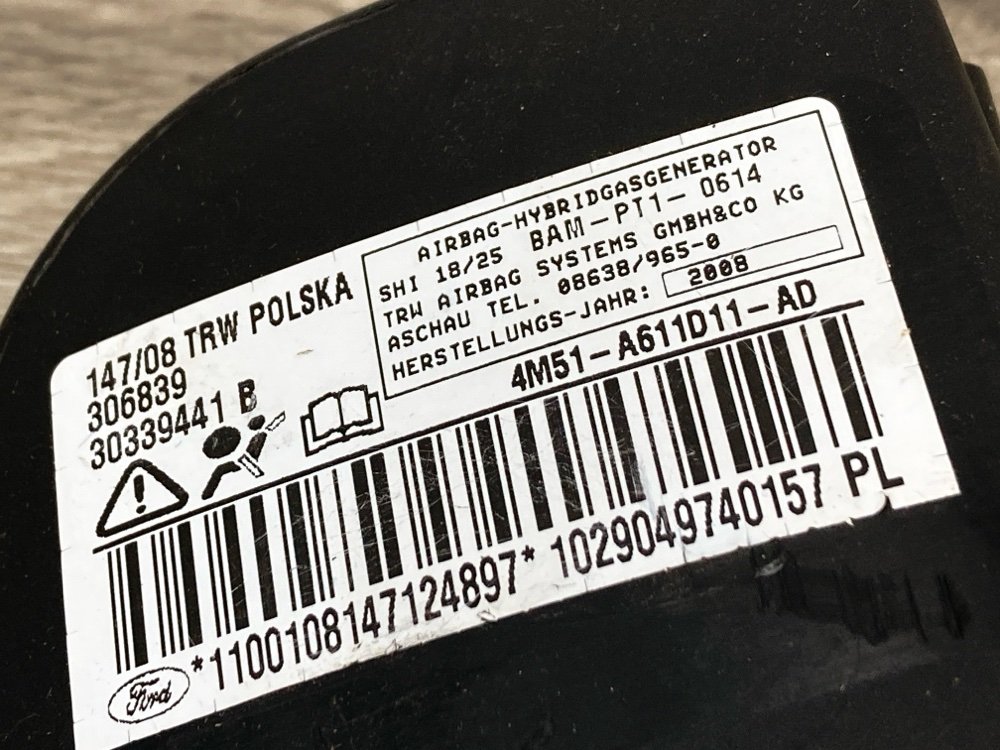 147/08 TRW POLSKA
306839
30339441 B
AIRBAG-HYBRIDGASGENERATOR
SHI 18/25 BAM-PT1- 0614
TRW AIRBAG SYSTEMS GMBH&CO KG
ASCHAU TEL. 08638/965-0
HERSTELLUNGS-JAHR: 2008
4M51-A611D11-AD
*1100108147124897*1029049740157 PL
Ford